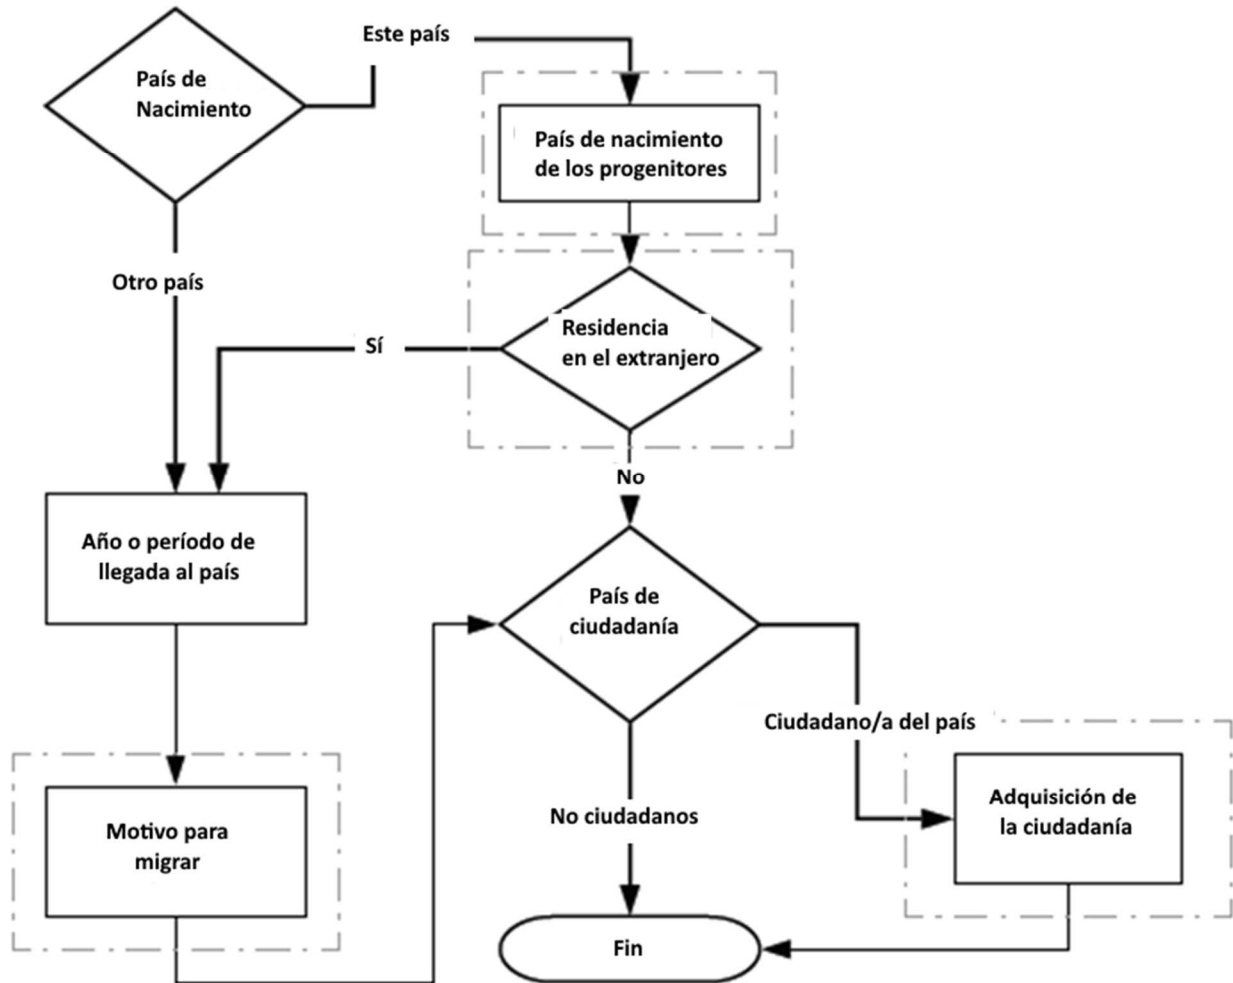 Este país
País de
Nacimiento
País de nacimiento
de los progenitores
Otro país
Residencia
en el extranjero
Sí
No
Año o período de
llegada al país
País de
ciudadanía
Ciudadano/a del país
Motivo para
migrar
No ciudadanos
Adquisición de
la ciudadanía
Fin